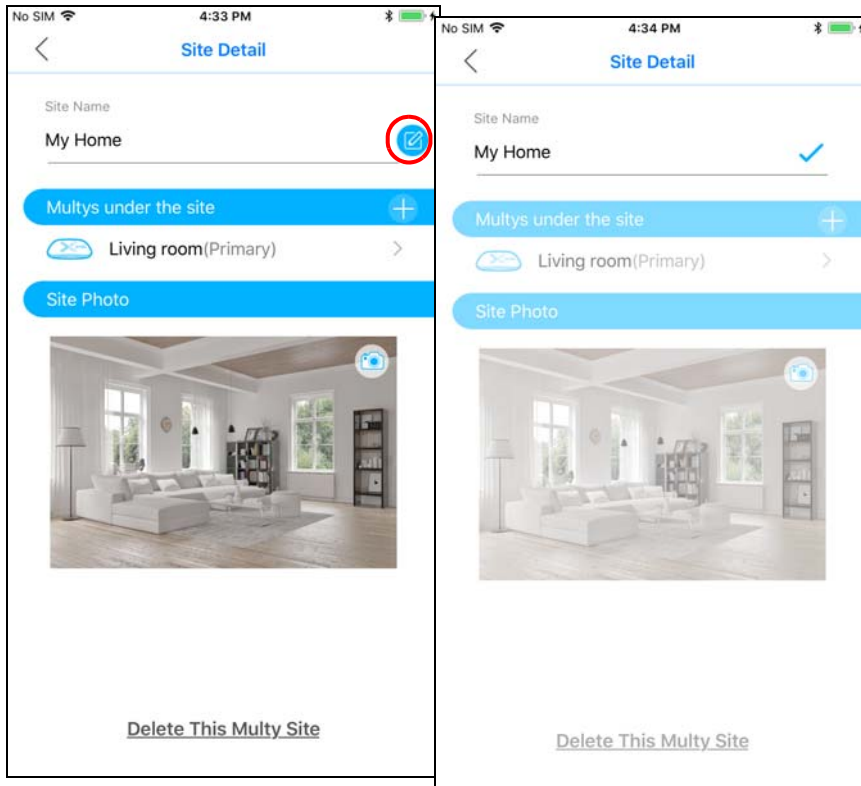 No SIM 4:33 PM
Site Detail
Site Name
My Home
Multys under the site
Living room(Primary)
Site Photo
Delete This Multy Site
No SIM 4:34 PM
Site Detail
Site Name
My Home
Multys under the site
Living room(Primary)
Site Photo
Delete This Multy Site